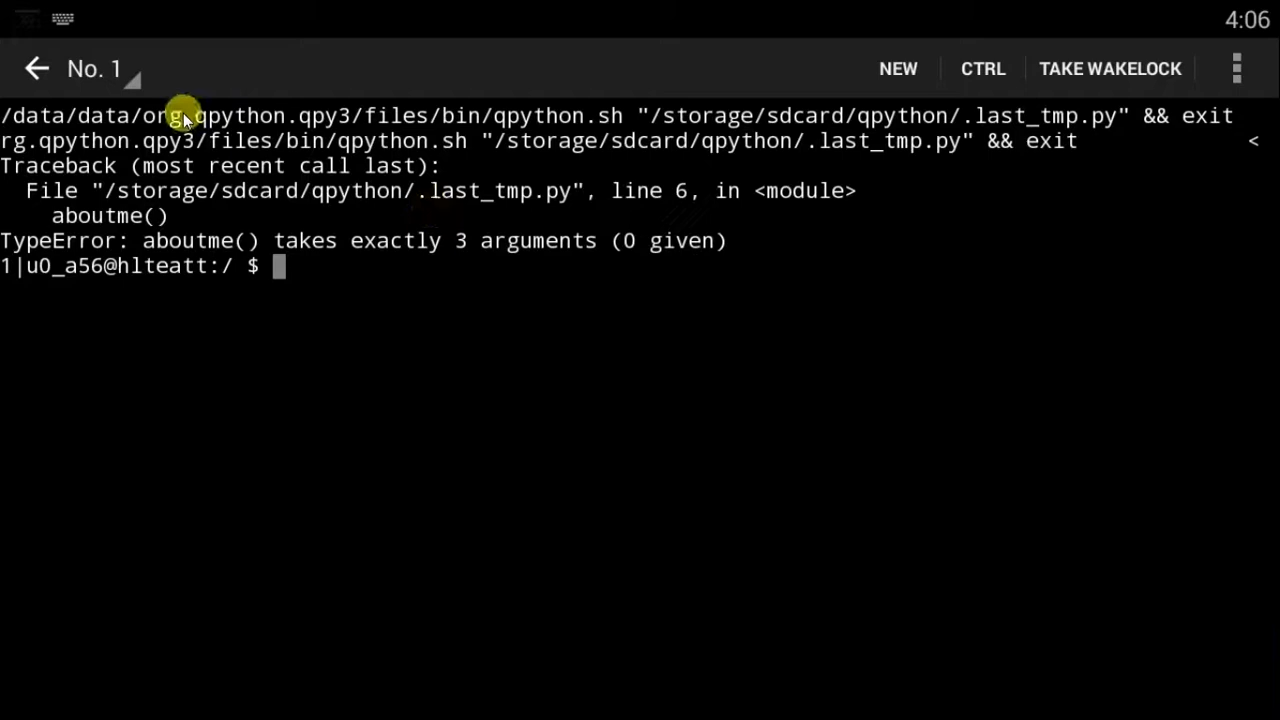 4:06
No. 1 NEW CTRL TAKE WAKELOCK
/data/data/org.qpython.qpy3/files/bin/qpython.sh "/storage/sdcard/qpython/.last_tmp.py" && exit
rg.qpython.qpy3/files/bin/qpython.sh "/storage/sdcard/qpython/.last_tmp.py" && exit <
Traceback (most recent call last):
File "/storage/sdcard/qpython/.last_tmp.py", line 6, in <module>
aboutme()
TypeError: aboutme() takes exactly 3 arguments (0 given)
1|u0_a56@hlteatt:/ $